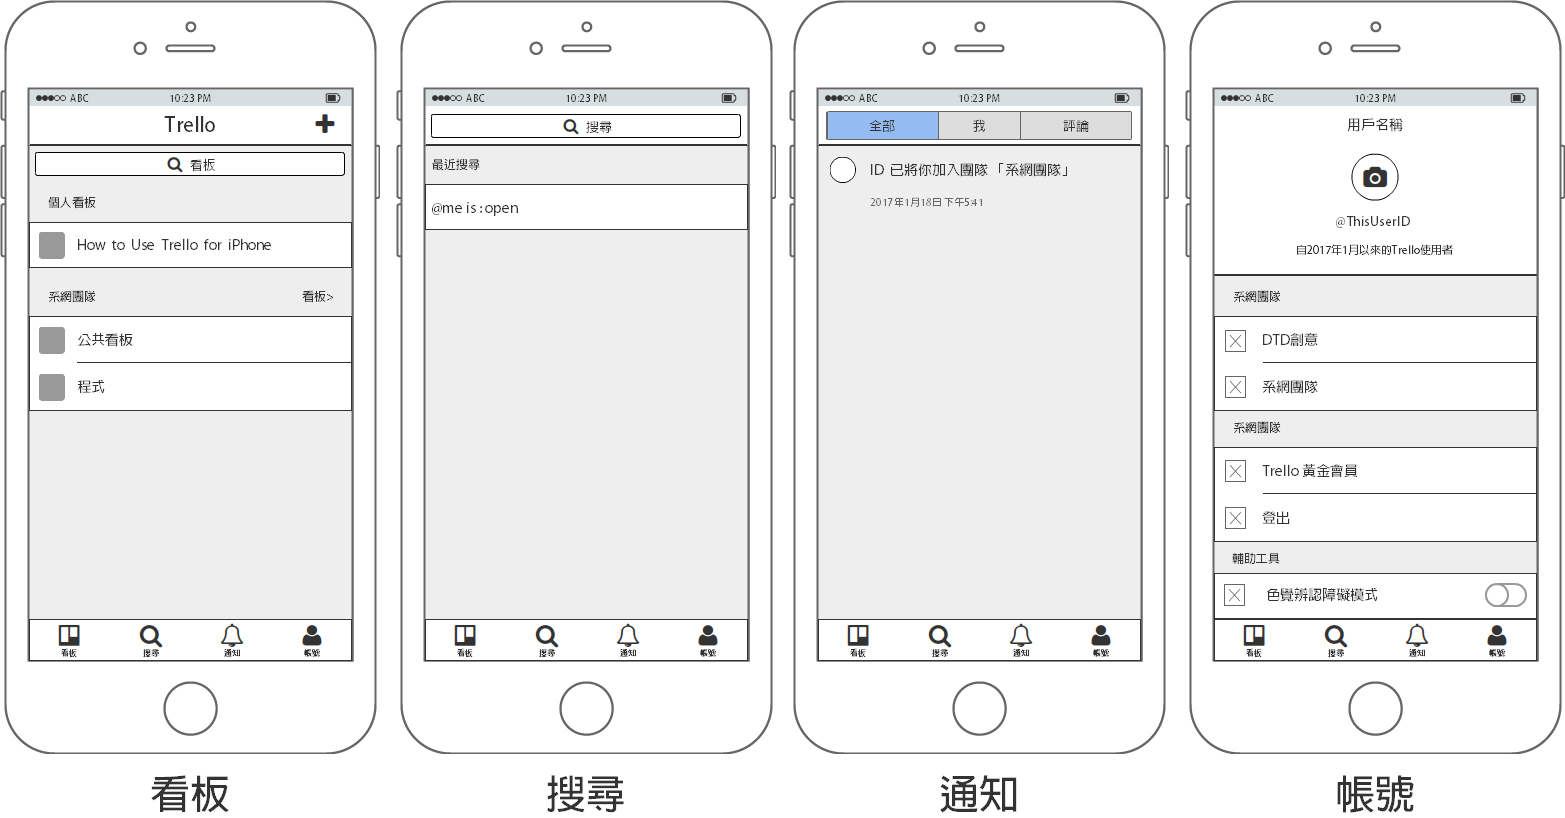 ABC 10:23 PM
Trello
看板
個人看板
How to Use Trello for iPhone
系網團隊 看板>
公共看板
程式
看板 搜尋 通知 帳號
看板
ABC 10:23 PM
搜尋
最近搜尋
@me is:open
看板 搜尋 通知 帳號
搜尋
ABC 10:23 PM
全部 我 評論
ID 已將你加入團隊「系網團隊」
2017年1月18日下午5:41
看板 搜尋 通知 帳號
通知
ABC 10:23 PM
用戶名稱
@ThisUserID
自2017年1月以來的Trello使用者
系網團隊
DTD創意
系網團隊
系網團隊
Trello 黃金會員
登出
輔助工具
色覺辨認障礙模式
看板 搜尋 通知 帳號
帳號